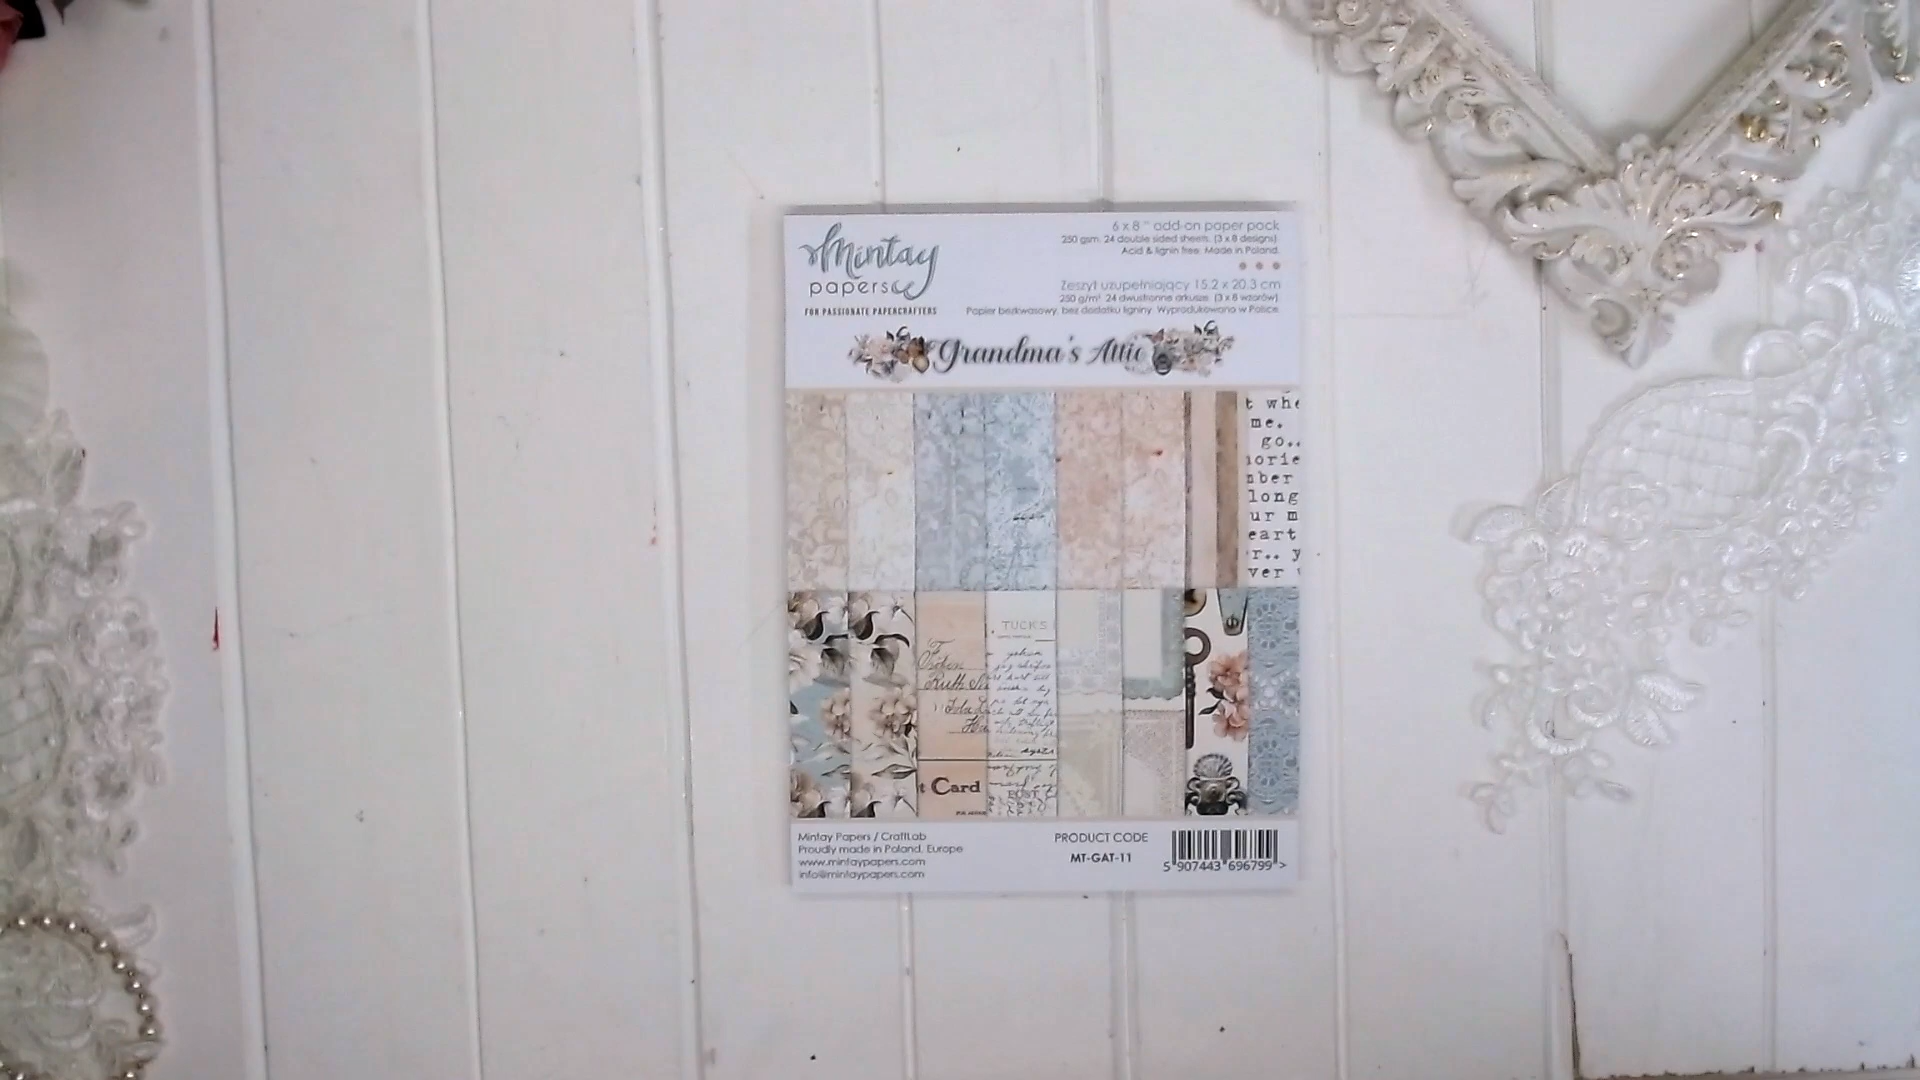 Mintay
papers
FOR PASSIONATE PAPERCRAFTERS
6 x 8 " add-on paper pack
250 gsm. 24 double sided sheets. (3 x 8 designs).
Acid & lignin free. Made in Poland.
Zeszyt uzupełniający 15.2 x 20.3 cm
250 g/m² 24 dwustronne arkusze. (3 x 8 wzorów).
Papier bezkwasowy, bez dodatku ligniny. Wyprodukowano w Polsce.
Grandma's Attic
t whe
me.
go..
orie
mber
long
ur m
eart
r.. y
ver
TUCK'S
Ruth
t Card
POST
Mintay Papers / CraftLab
Proudly made in Poland, Europe
www.mintaypapers.com
info@mintaypapers.com
PRODUCT CODE
MT-GAT-11
5 907443 696799 >